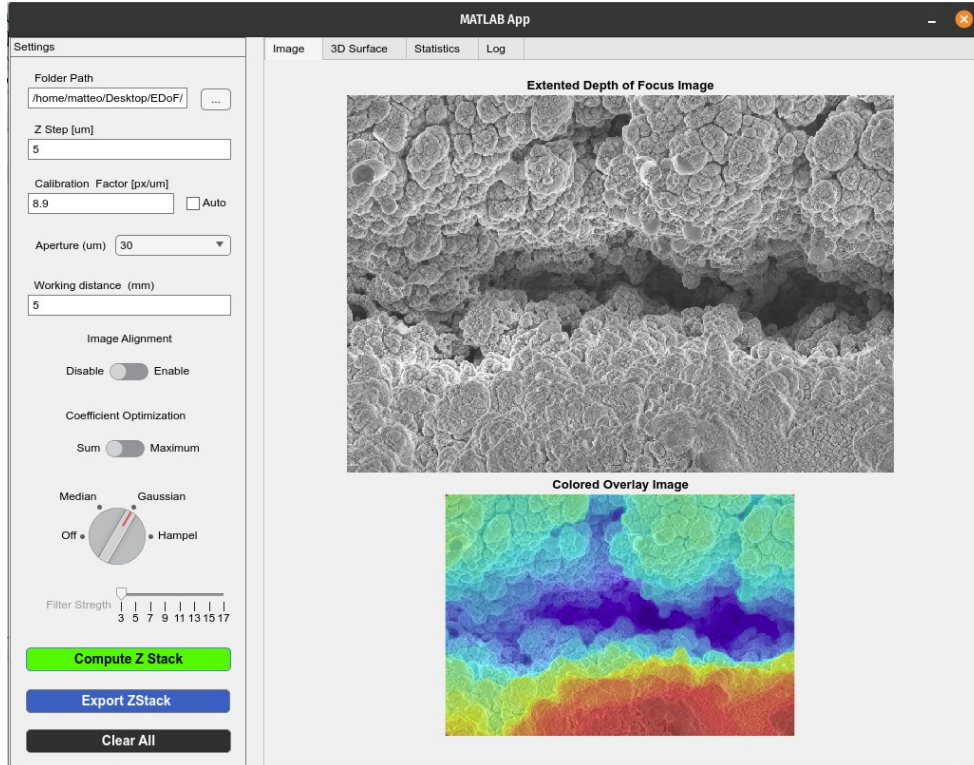 MATLAB App
Settings
Folder Path
/home/matteo/Desktop/EDoF/
...
Z Step [um]
5
Calibration Factor [px/um]
8.9
Auto
Aperture (um) 30
Working distance (mm)
5
Image Alignment
Disable Enable
Coefficient Optimization
Sum Maximum
Median Gaussian
Off Hampel
Filter Stregth
3 5 7 9 11 13 15 17
Compute Z Stack
Export ZStack
Clear All
Image 3D Surface Statistics Log
Extented Depth of Focus Image
Colored Overlay Image